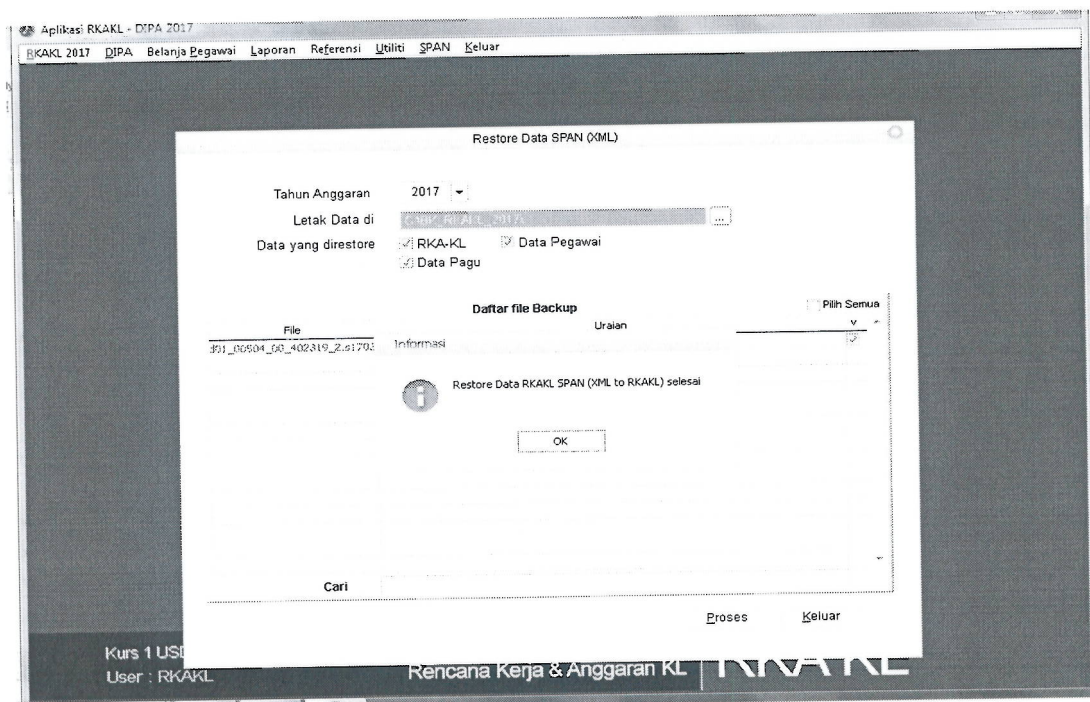 Aplikasi RKAKL - DIPA 2017
RKAKL 2017 DIPA Belanja Pegawai Laporan Referensi Utiliti SPAN Keluar
Restore Data SPAN (XML)
Tahun Anggaran 2017
Letak Data di
...
Data yang direstore RKA-KL Data Pegawai
Data Pagu
Daftar file Backup
Pilih Semua
File Uraian v
Informasi
Restore Data RKAKL SPAN (XML to RKAKL) selesai
OK
Cari
Proses Keluar
Kurs 1 USD
User : RKAKL
Rencana Kerja & Anggaran KL
RKA KL